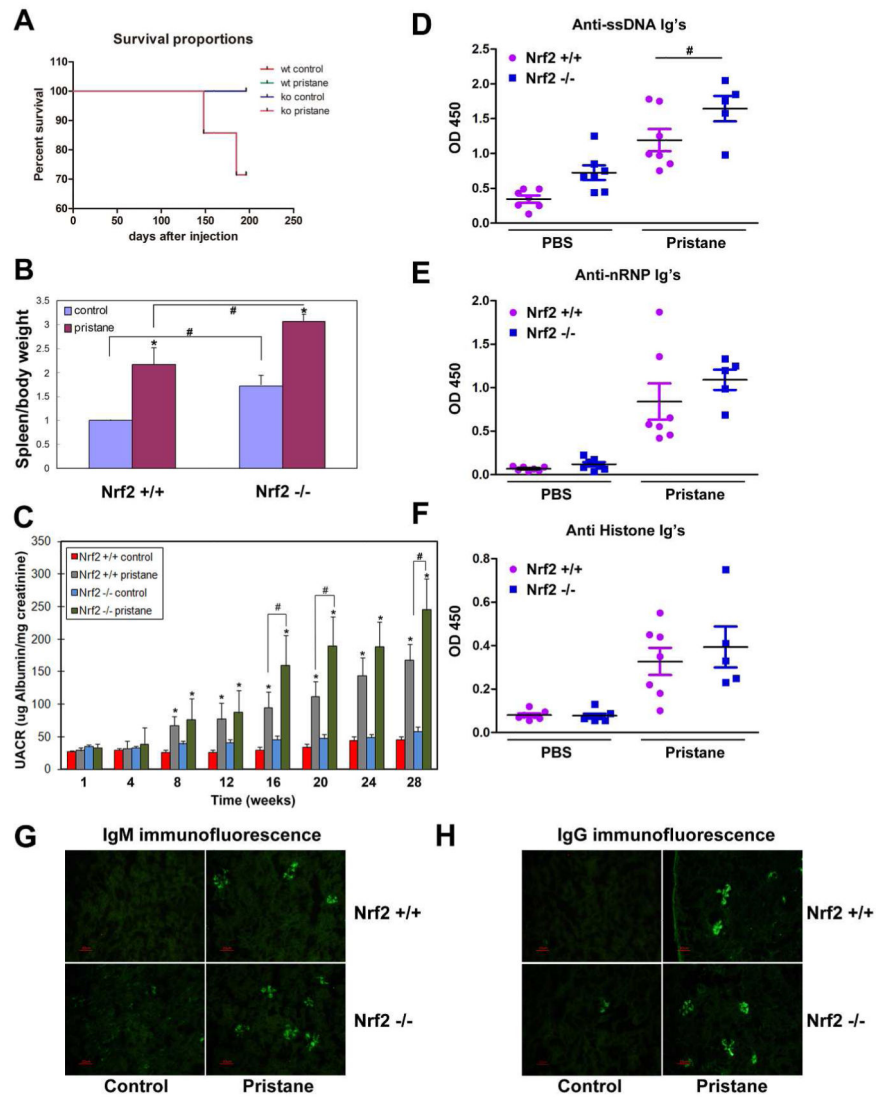 A
Survival proportions
110
100
90
80
70
60
Percent survival
0
50
100
150
200
250
days after injection
wt control
wt pristane
ko control
ko pristane
B
3.5
3
2.5
2
1.5
1
0.5
0
Spleen/body weight
control
pristane
*
#
#
*
Nrf2 +/+
Nrf2 -/-
C
350
300
250
200
150
100
50
0
UACR (ug Albumin/mg creatinine)
Nrf2 +/+ control
Nrf2 +/+ pristane
Nrf2 -/- control
Nrf2 -/- pristane
* * * * * # * * # * * * * # *
1 4 8 12 16 20 24 28
Time (weeks)
D
Anti-ssDNA Ig's
2.5
2.0
1.5
1.0
0.5
0.0
OD 450
Nrf2 +/+
Nrf2 -/-
#
PBS
Pristane
E
Anti-nRNP Ig's
2.0
1.5
1.0
0.5
0.0
OD 450
Nrf2 +/+
Nrf2 -/-
PBS
Pristane
F
Anti Histone Ig's
0.8
0.6
0.4
0.2
0.0
OD 450
Nrf2 +/+
Nrf2 -/-
PBS
Pristane
G
IgM immunofluorescence
Nrf2 +/+
Nrf2 -/-
Control
Pristane
H
IgG immunofluorescence
Nrf2 +/+
Nrf2 -/-
Control
Pristane